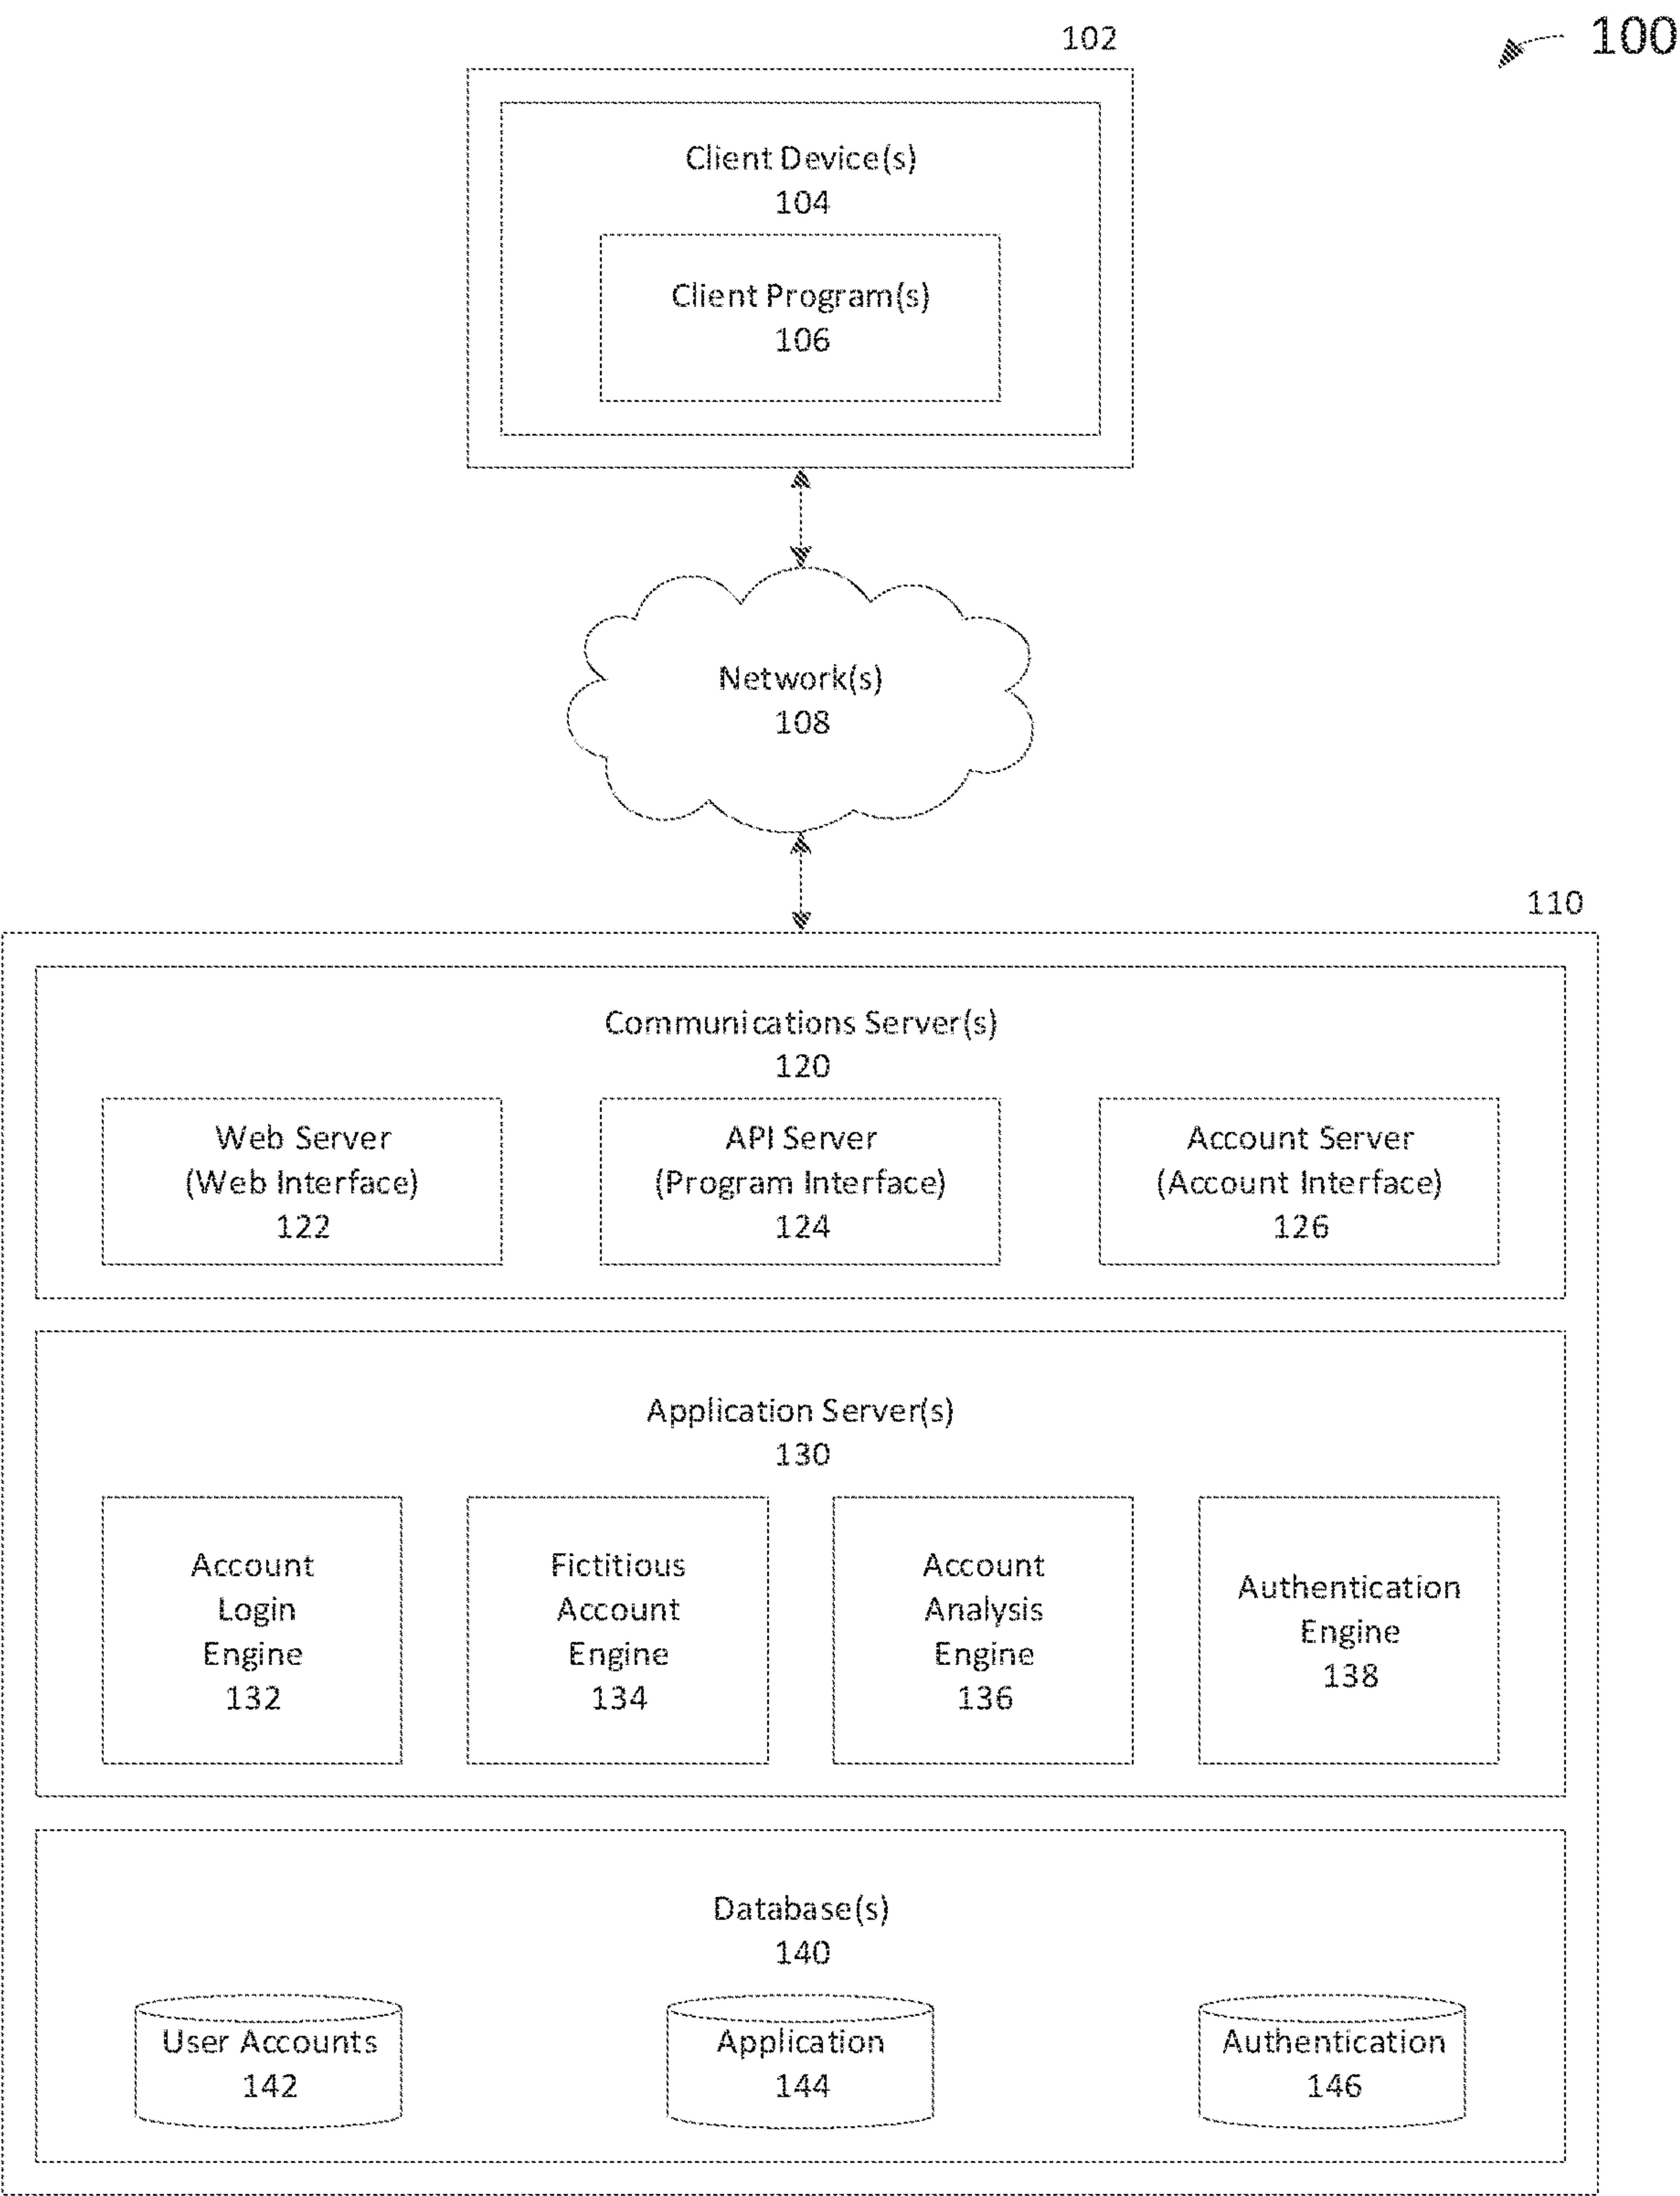 100
102
Client Device(s)
104
Client Program(s)
106
Network(s)
108
110
Communications Server(s)
120
Web Server
(Web Interface)
122
API Server
(Program Interface)
124
Account Server
(Account Interface)
126
Application Server(s)
130
Account
Login
Engine
132
Fictitious
Account
Engine
134
Account
Analysis
Engine
136
Authentication
Engine
138
Database(s)
140
User Accounts
142
Application
144
Authentication
146